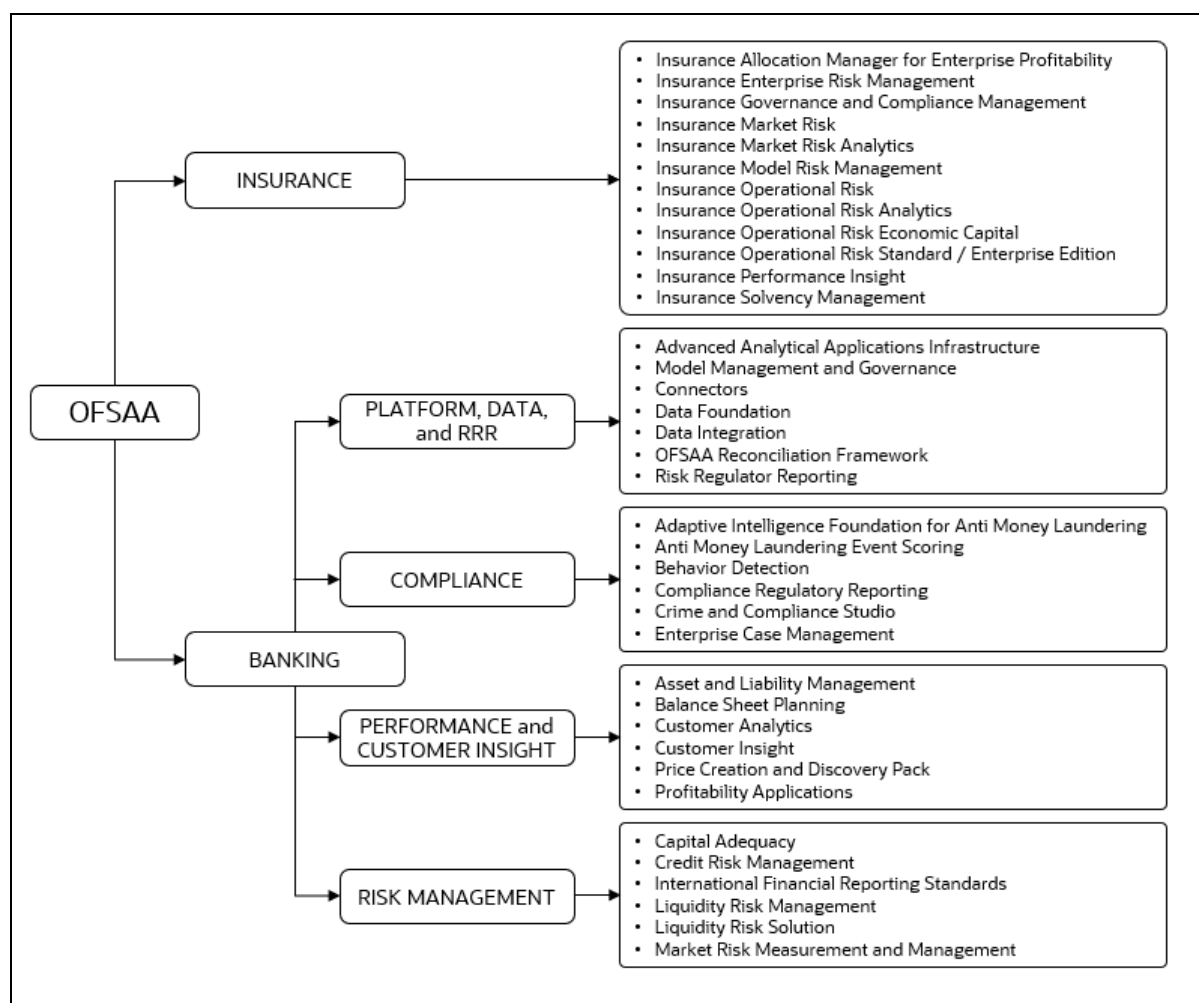 OFSAA
INSURANCE
• Insurance Allocation Manager for Enterprise Profitability
• Insurance Enterprise Risk Management
• Insurance Governance and Compliance Management
• Insurance Market Risk
• Insurance Market Risk Analytics
• Insurance Model Risk Management
• Insurance Operational Risk
• Insurance Operational Risk Analytics
• Insurance Operational Risk Economic Capital
• Insurance Operational Risk Standard / Enterprise Edition
• Insurance Performance Insight
• Insurance Solvency Management
BANKING
PLATFORM, DATA,
and RRR
• Advanced Analytical Applications Infrastructure
• Model Management and Governance
• Connectors
• Data Foundation
• Data Integration
• OFSAA Reconciliation Framework
• Risk Regulator Reporting
COMPLIANCE
• Adaptive Intelligence Foundation for Anti Money Laundering
• Anti Money Laundering Event Scoring
• Behavior Detection
• Compliance Regulatory Reporting
• Crime and Compliance Studio
• Enterprise Case Management
PERFORMANCE and
CUSTOMER INSIGHT
• Asset and Liability Management
• Balance Sheet Planning
• Customer Analytics
• Customer Insight
• Price Creation and Discovery Pack
• Profitability Applications
RISK MANAGEMENT
• Capital Adequacy
• Credit Risk Management
• International Financial Reporting Standards
• Liquidity Risk Management
• Liquidity Risk Solution
• Market Risk Measurement and Management